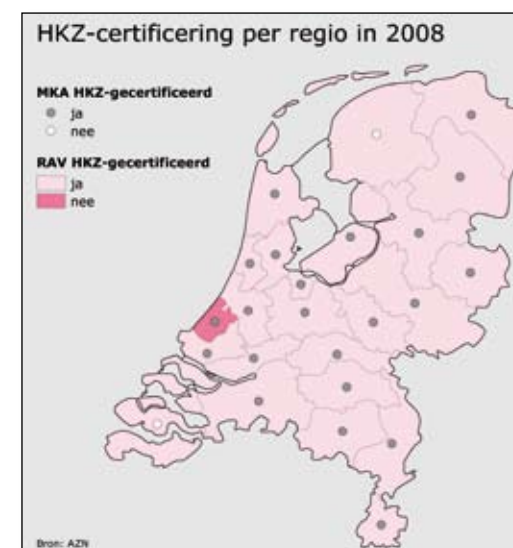 HKZ-certificering per regio in 2008
MKA HKZ-gecertificeerd
ja
nee
RAV HKZ-gecertificeerd
ja
nee
Bron: AZN